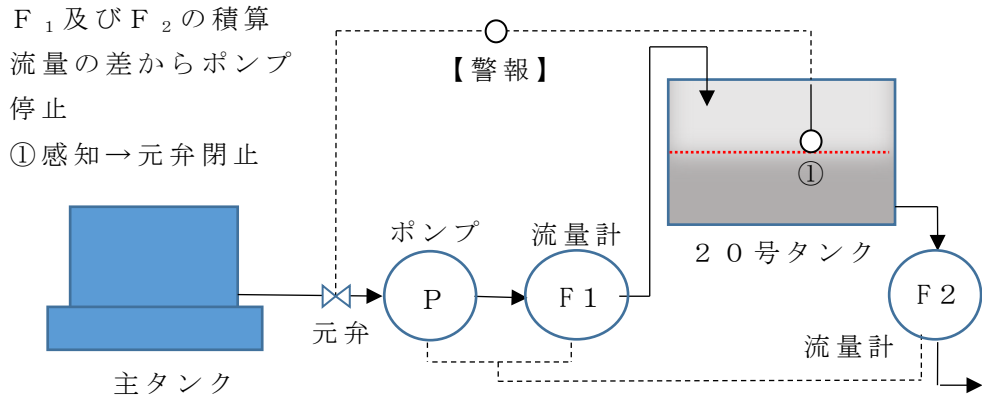 Ｆ₁及びＦ₂の積算
流量の差からポンプ
停止
①感知→元弁閉止
【警報】
①
ポンプ
流量計
２０号タンク
P
F1
F2
元弁
流量計
主タンク